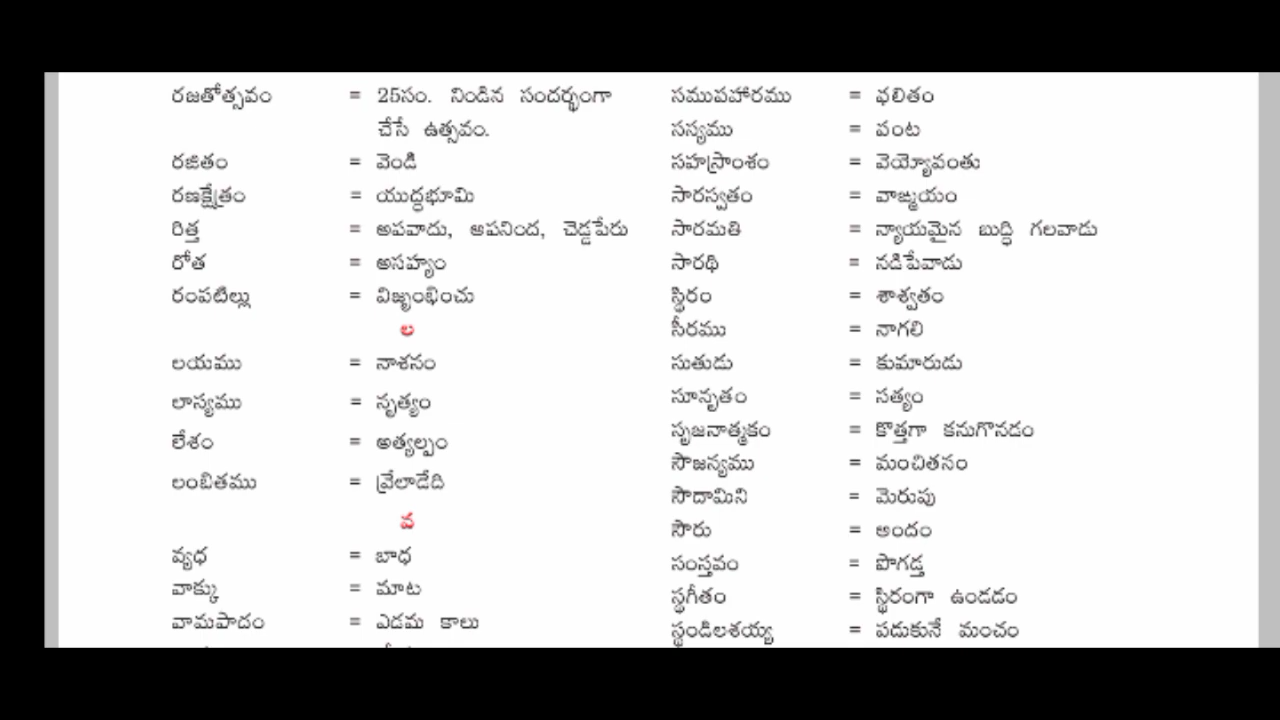 రజతోత్సవం = 25సం. నిండిన సందర్భంగా
చేసే ఉత్సవం.
రజితం = వెండి
రణక్షేత్రం = యుద్ధభూమి
రిత్త = అపవాదు, అపనింద, చెడ్డపేరు
రోత = అసహ్యం
రంపటిల్లు = విజృంభించు
ల
లయము = నాశనం
లాస్యము = నృత్యం
లేశం = అత్యల్పం
లంబితము = వ్రేలాడేది
వ
వ్యధ = బాధ
వాక్కు = మాట
వామపాదం = ఎడమ కాలు
సముపహారము = ఫలితం
సస్యము = పంట
సహస్రాంశం = వెయ్యోవంతు
సారస్వతం = వాఙ్మయం
సారమతి = న్యాయమైన బుద్ధి గలవాడు
సారథి = నడిపేవాడు
స్థిరం = శాశ్వతం
సీరము = నాగలి
సుతుడు = కుమారుడు
సూనృతం = సత్యం
సృజనాత్మకం = కొత్తగా కనుగొనడం
సౌజన్యము = మంచితనం
సౌదామిని = మెరుపు
సౌరు = అందం
సంస్తవం = పొగడ్త
స్థగీతం = స్థిరంగా ఉండడం
స్థండిలశయ్య = పడుకునే మంచం